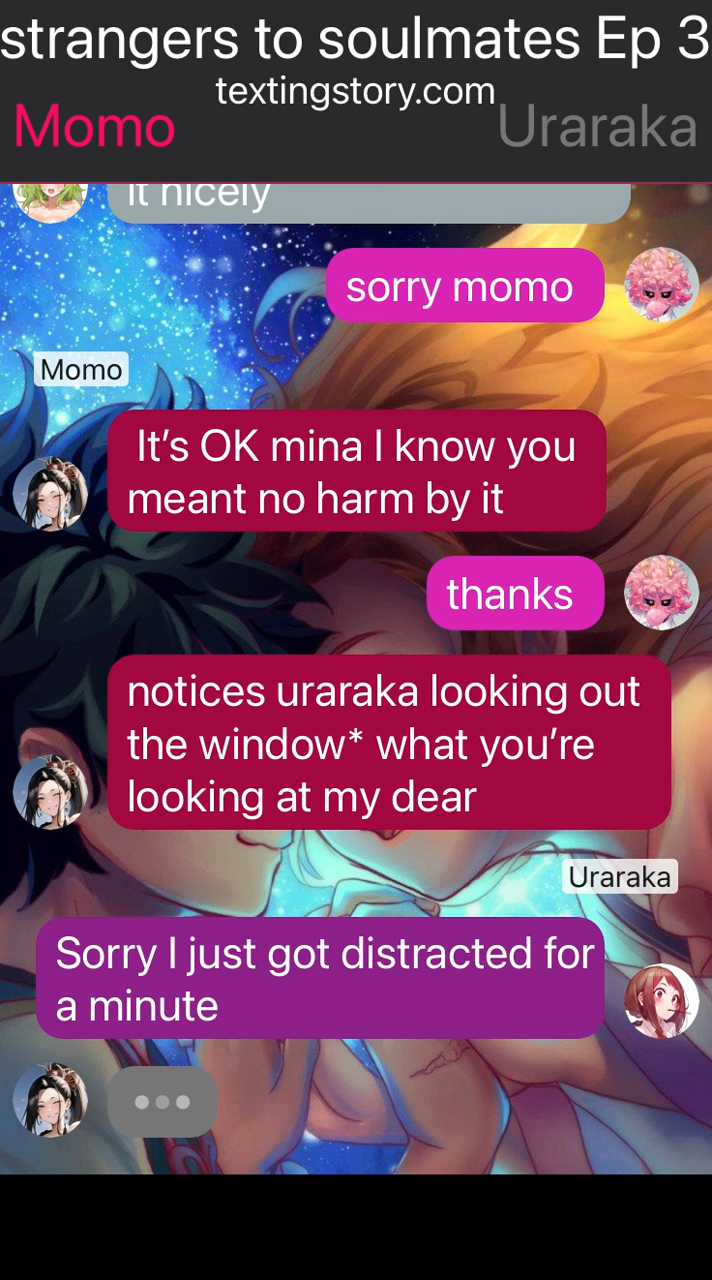 strangers to soulmates Ep 3
textingstory.com
Momo
Uraraka
it nicely
sorry momo
Momo
It’s OK mina I know you
meant no harm by it
thanks
notices uraraka looking out
the window* what you’re
looking at my dear
Uraraka
Sorry I just got distracted for
a minute